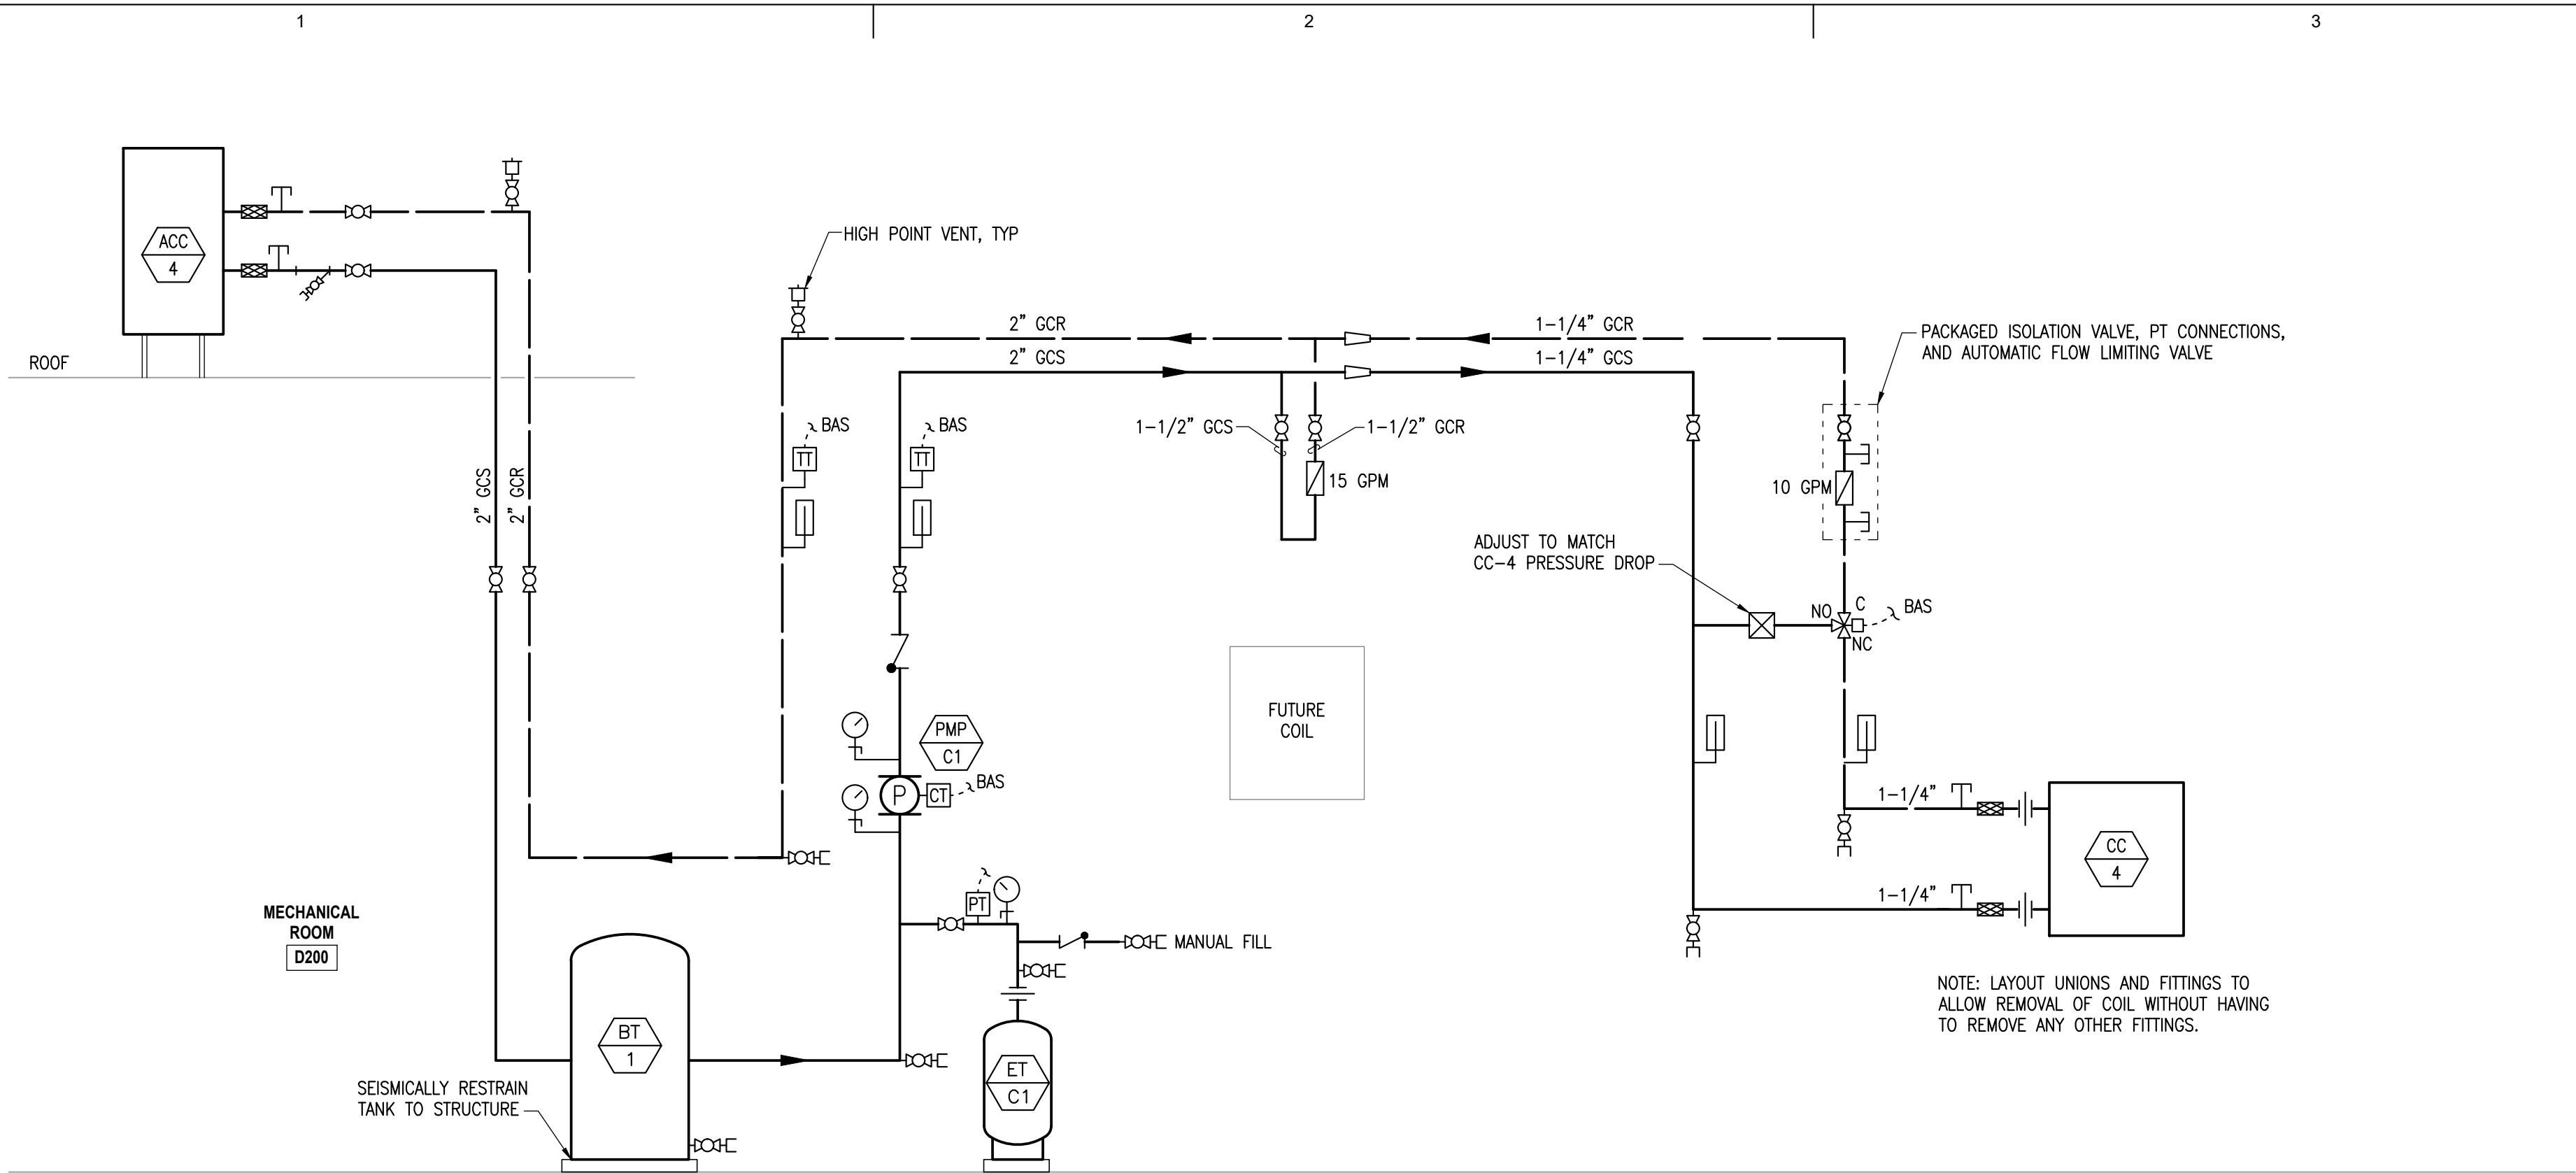 1
2
3
ACC
4
ROOF
HIGH POINT VENT, TYP
2" GCR
1-1/4" GCR
2" GCS
1-1/4" GCS
PACKAGED ISOLATION VALVE, PT CONNECTIONS,
AND AUTOMATIC FLOW LIMITING VALVE
BAS
BAS
TT
TT
1-1/2" GCS
1-1/2" GCR
15 GPM
10 GPM
2" GCS
2" GCR
ADJUST TO MATCH
CC-4 PRESSURE DROP
NO
C
BAS
NC
FUTURE
COIL
PMP
C1
P
CT
BAS
1-1/4"
CC
4
1-1/4"
PT
MANUAL FILL
MECHANICAL
ROOM
D200
BT
1
ET
C1
NOTE: LAYOUT UNIONS AND FITTINGS TO
ALLOW REMOVAL OF COIL WITHOUT HAVING
TO REMOVE ANY OTHER FITTINGS.
SEISMICALLY RESTRAIN
TANK TO STRUCTURE